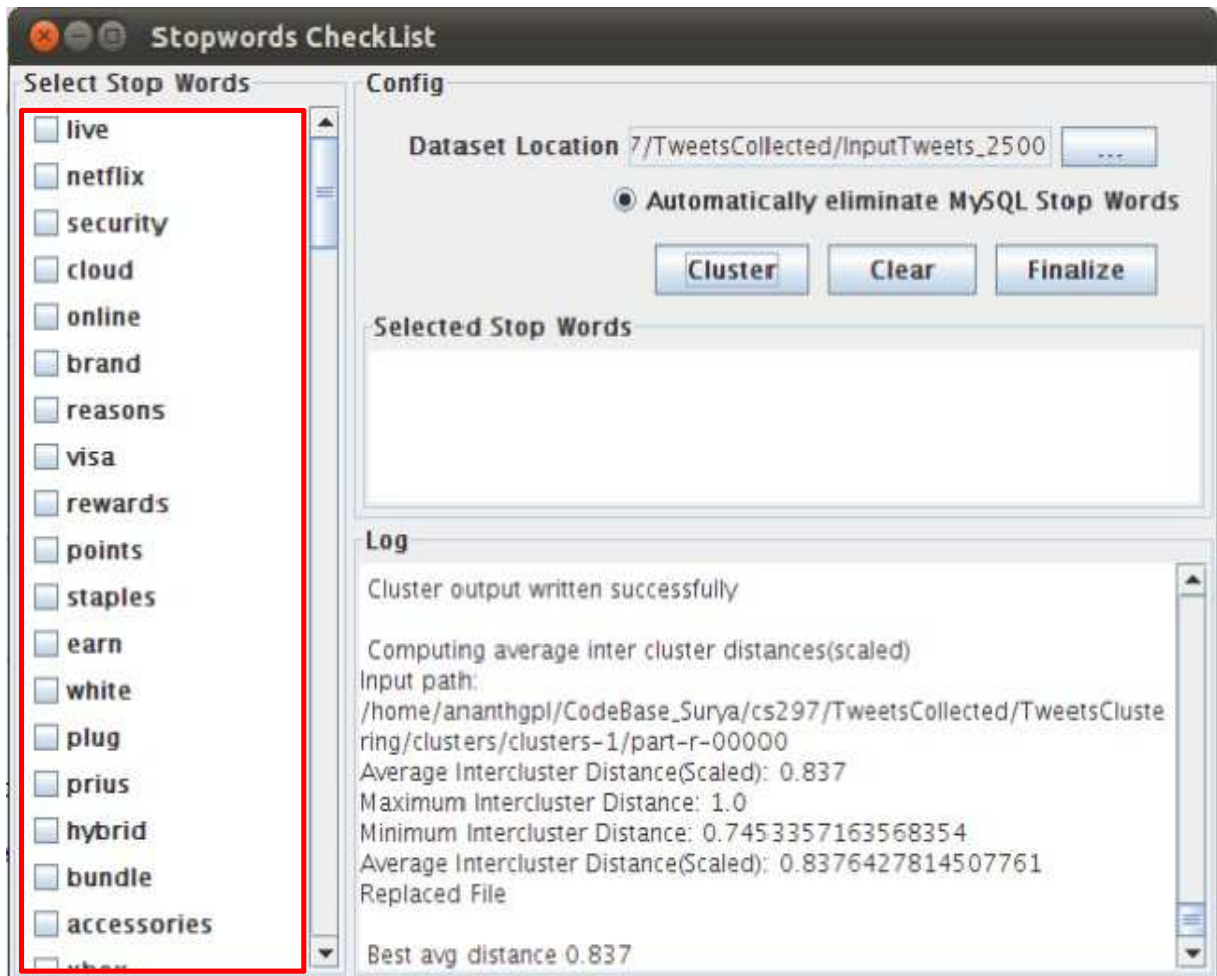 Stopwords CheckList
Select Stop Words
live
netflix
security
cloud
online
brand
reasons
visa
rewards
points
staples
earn
white
plug
prius
hybrid
bundle
accessories
xbox
Config
Dataset Location 7/TweetsCollected/InputTweets_2500 ...
Automatically eliminate MySQL Stop Words
Cluster Clear Finalize
Selected Stop Words
Log
Cluster output written successfully
Computing average inter cluster distances(scaled)
Input path:
/home/ananthgpl/CodeBase_Surya/cs297/TweetsCollected/TweetsCluste
ring/clusters/clusters-1/part-r-00000
Average Intercluster Distance(Scaled): 0.837
Maximum Intercluster Distance: 1.0
Minimum Intercluster Distance: 0.7453357163568354
Average Intercluster Distance(Scaled): 0.8376427814507761
Replaced File
Best avg distance 0.837